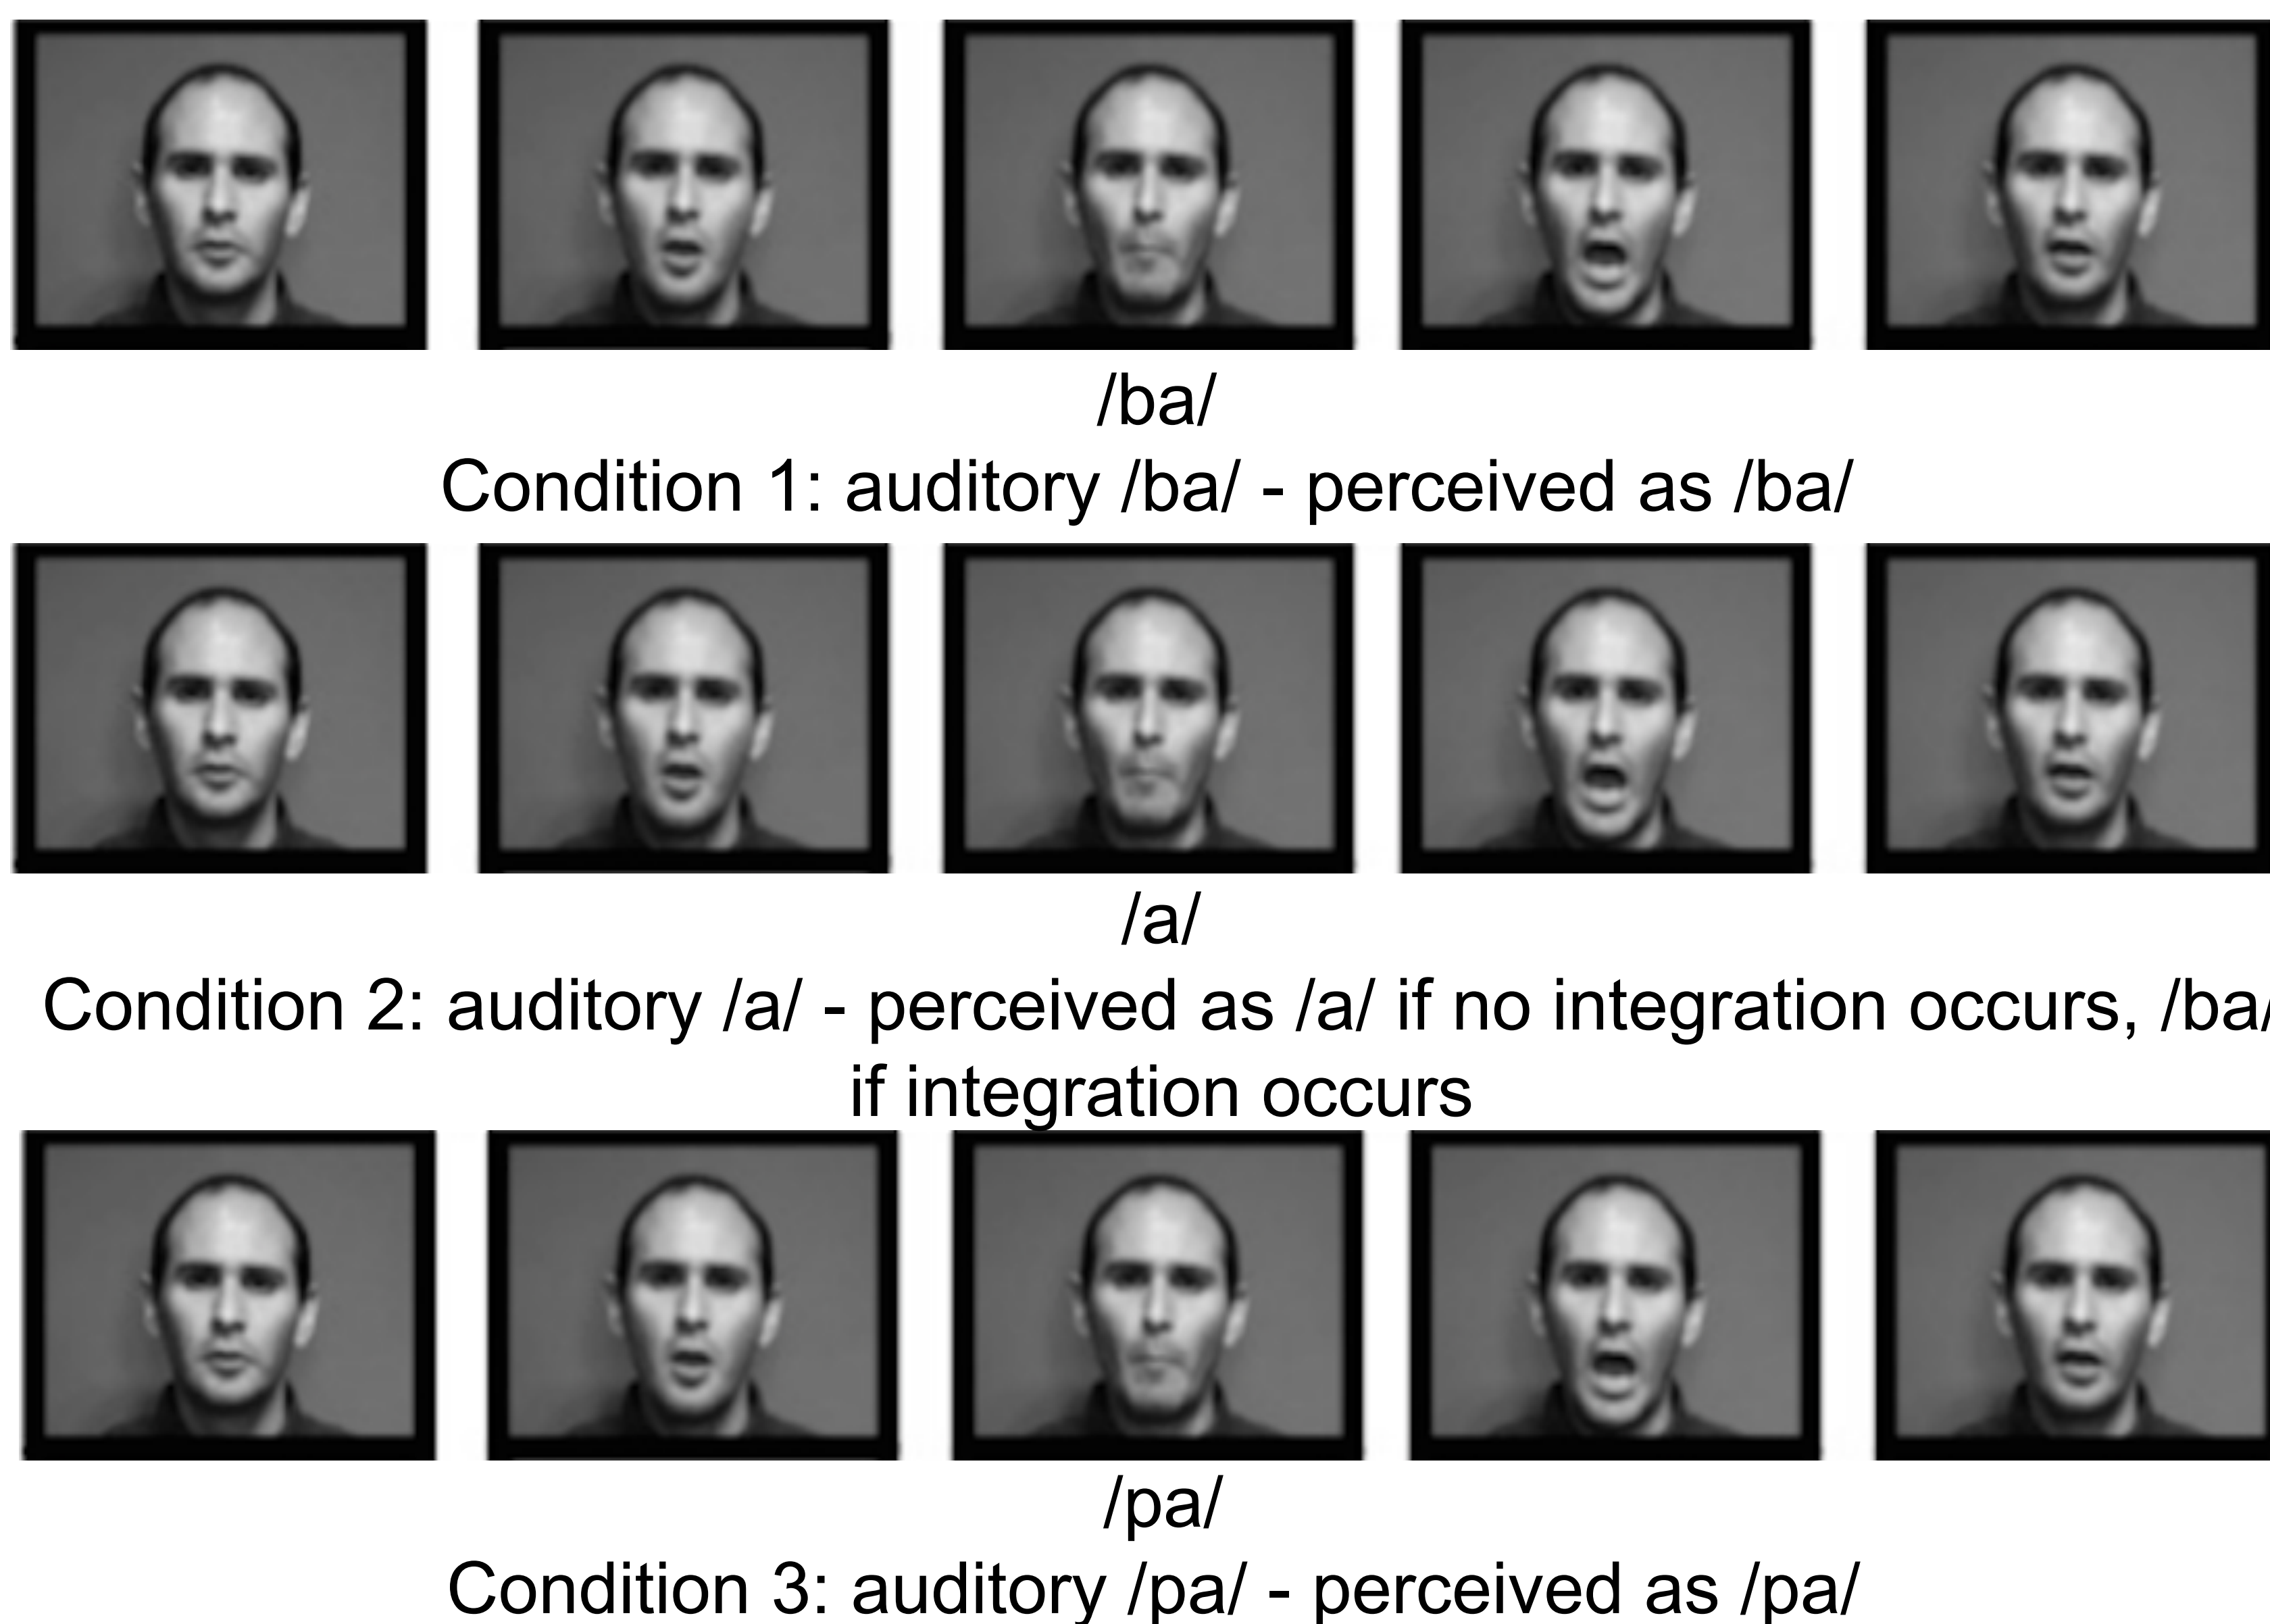 /ba/
Condition 1: auditory /ba/ - perceived as /ba/
/a/
Condition 2: auditory /a/ - perceived as /a/ if no integration occurs, /ba/
if integration occurs
/pa/
Condition 3: auditory /pa/ - perceived as /pa/